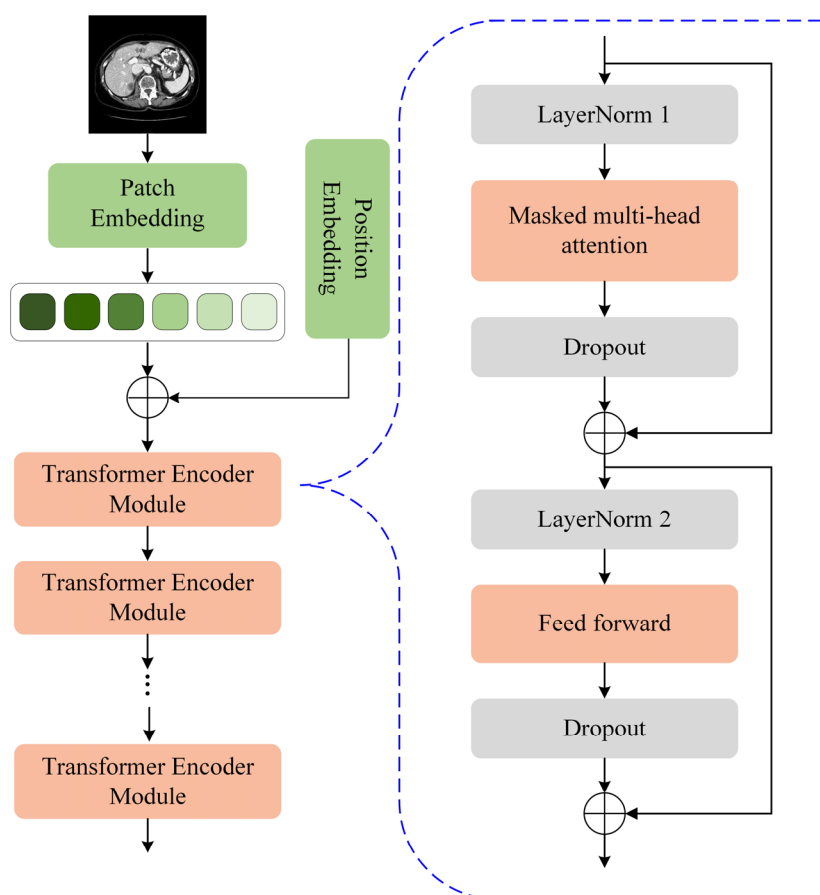 Patch
Embedding
Position
Embedding
Transformer Encoder
Module
Transformer Encoder
Module
Transformer Encoder
Module
LayerNorm 1
Masked multi-head
attention
Dropout
LayerNorm 2
Feed forward
Dropout